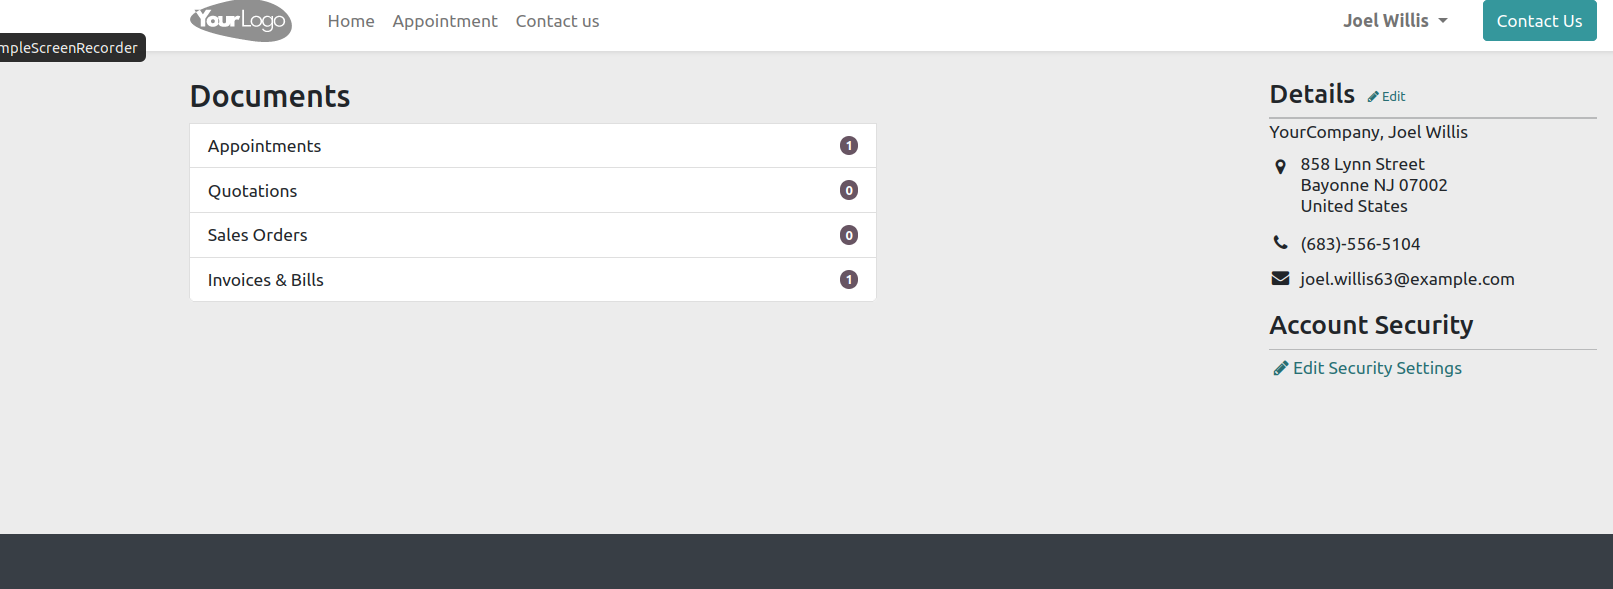 YourLogo
Home Appointment Contact us
Joel Willis
Contact Us
mpleScreenRecorder
Documents
Appointments 1
Quotations 0
Sales Orders 0
Invoices & Bills 1
Details Edit
YourCompany, Joel Willis
858 Lynn Street
Bayonne NJ 07002
United States
(683)-556-5104
joel.willis63@example.com
Account Security
Edit Security Settings